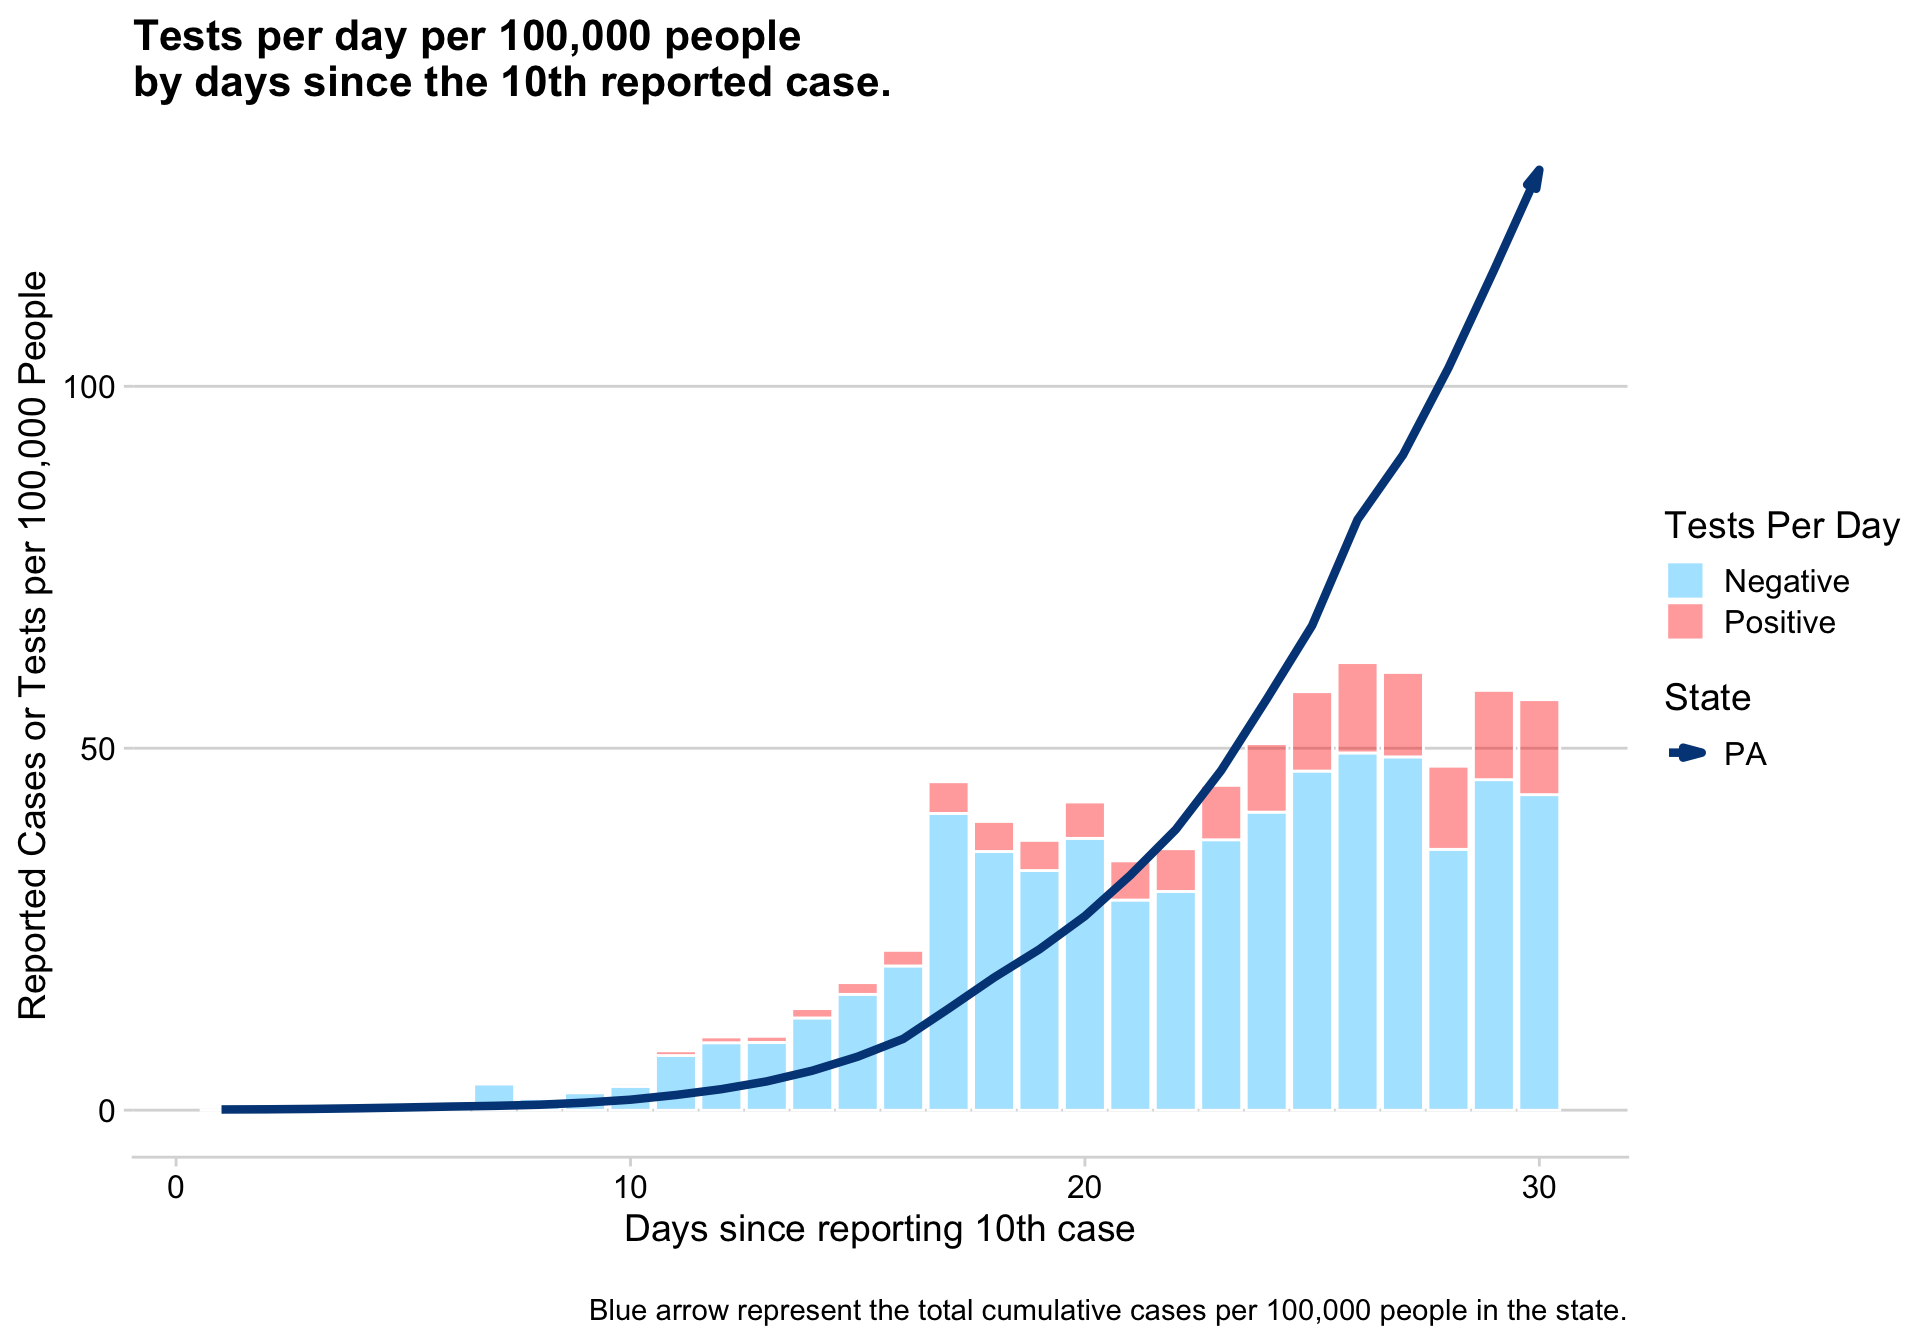 Tests per day per 100,000 people
by days since the 10th reported case.
Reported Cases or Tests per 100,000 People
100
50
0
0
10
20
30
Days since reporting 10th case
Tests Per Day
Negative
Positive
State
PA
Blue arrow represent the total cumulative cases per 100,000 people in the state.